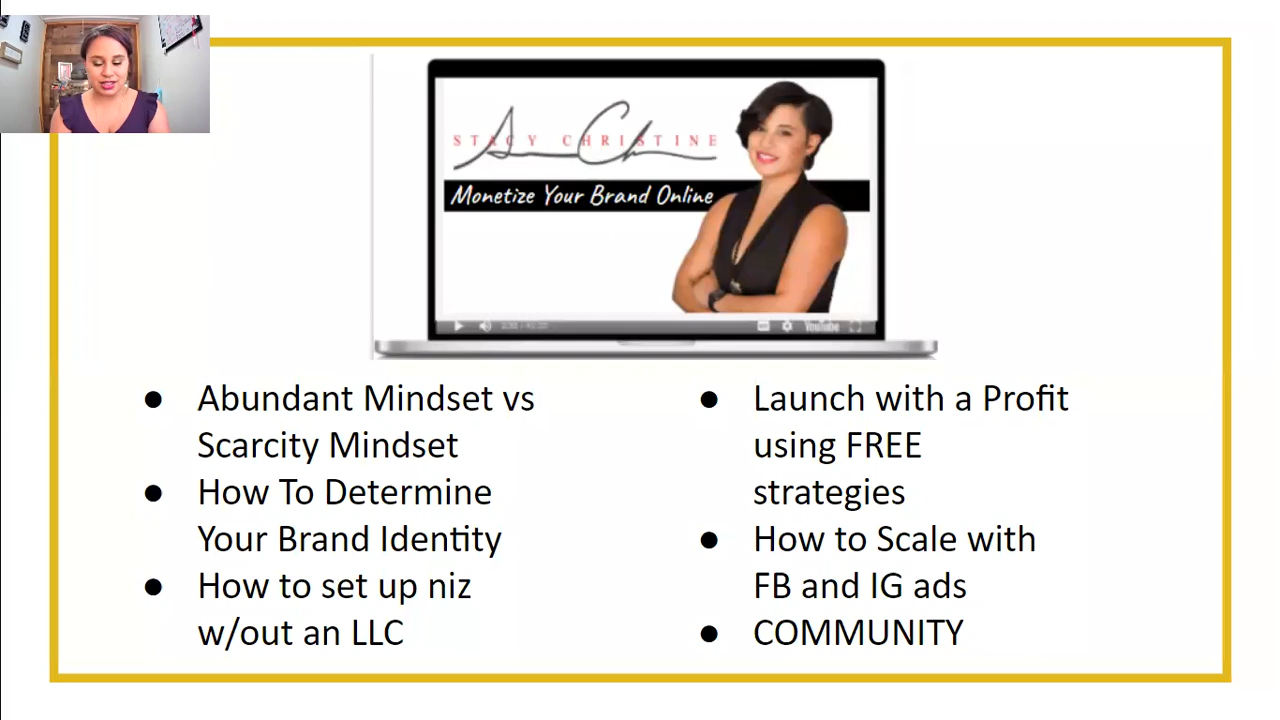 STACY CHRISTINE
Monetize Your Brand Online
YouTube
● Abundant Mindset vs
Scarcity Mindset
● How To Determine
Your Brand Identity
● How to set up niz
w/out an LLC
● Launch with a Profit
using FREE
strategies
● How to Scale with
FB and IG ads
● COMMUNITY